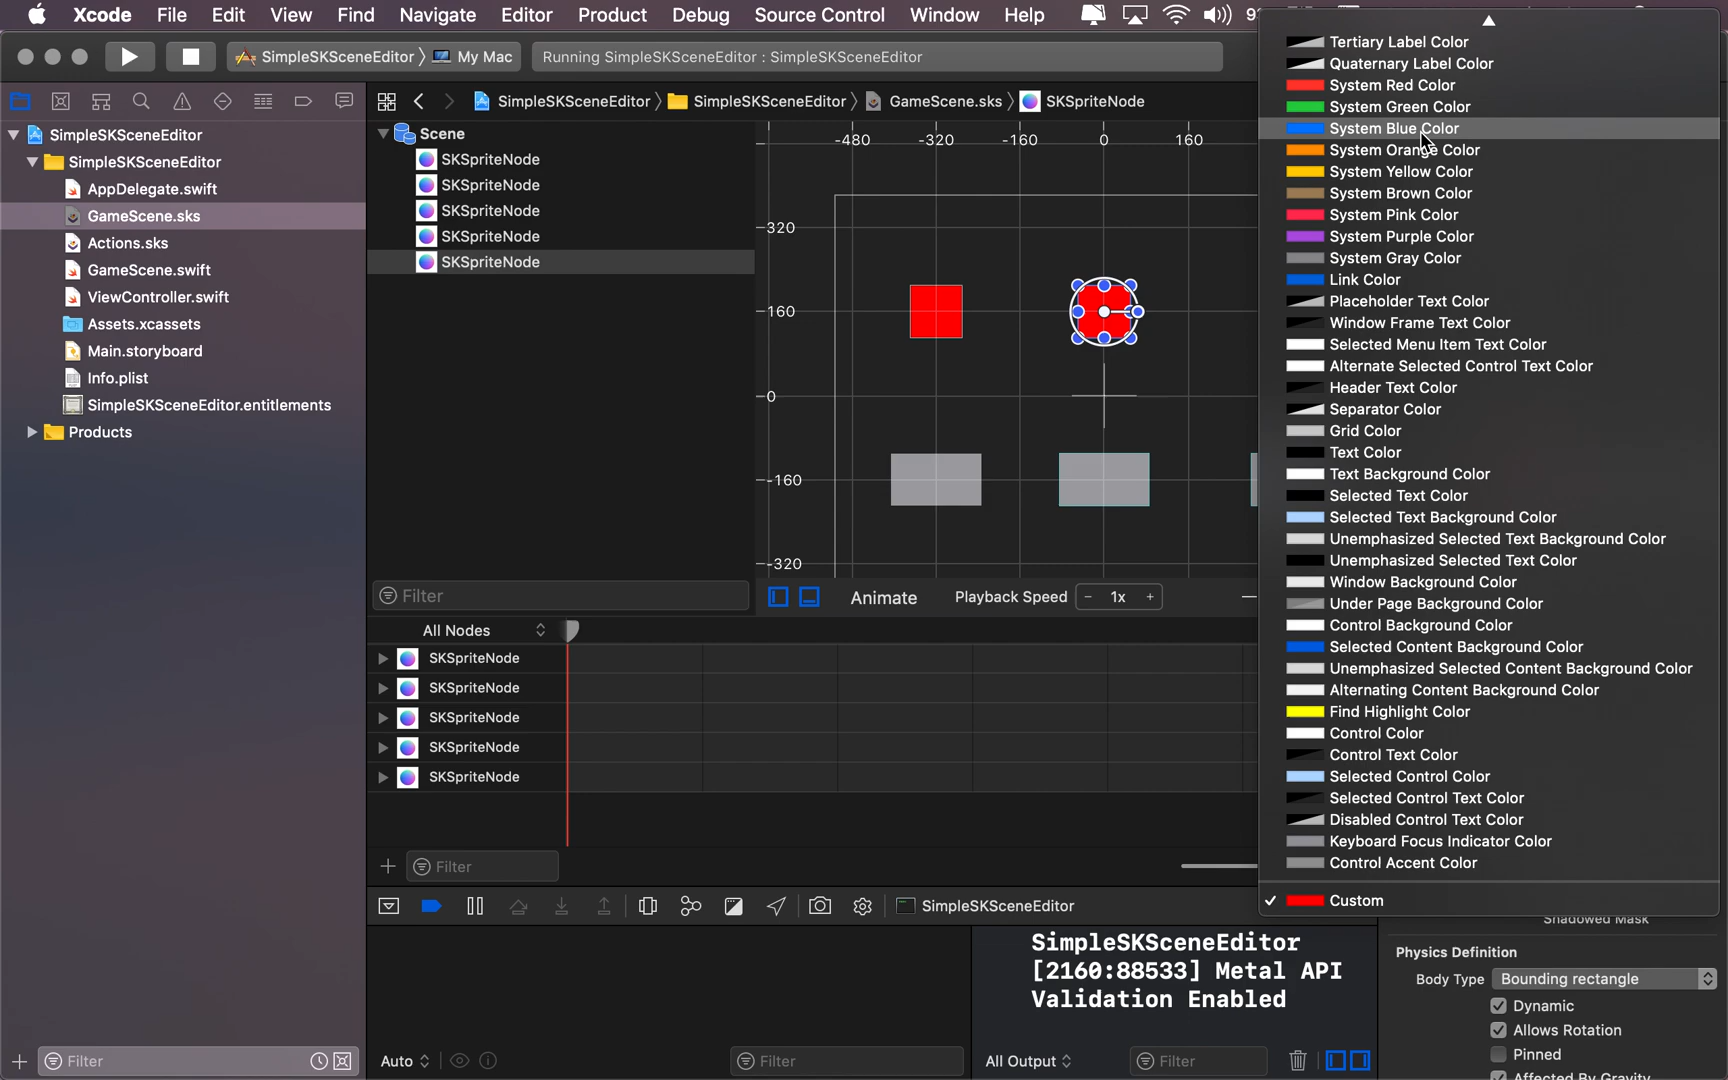 Xcode File Edit View Find Navigate Editor Product Debug Source Control Window Help
SimpleSKSceneEditor My Mac
Running SimpleSKSceneEditor : SimpleSKSceneEditor
SimpleSKSceneEditor SimpleSKSceneEditor GameScene.sks SKSpriteNode
SimpleSKSceneEditor
SimpleSKSceneEditor
AppDelegate.swift
GameScene.sks
Actions.sks
GameScene.swift
ViewController.swift
Assets.xcassets
Main.storyboard
Info.plist
SimpleSKSceneEditor.entitlements
Products
Filter
Scene
SKSpriteNode
SKSpriteNode
SKSpriteNode
SKSpriteNode
SKSpriteNode
Filter
-480 -320 -160 0 160
320
160
0
-160
-320
Animate Playback Speed - 1x +
All Nodes
SKSpriteNode
SKSpriteNode
SKSpriteNode
SKSpriteNode
SKSpriteNode
Filter
SimpleSKSceneEditor
SimpleSKSceneEditor
[2160:88533] Metal API
Validation Enabled
Auto
Filter
All Output
Filter
Tertiary Label Color
Quaternary Label Color
System Red Color
System Green Color
System Blue Color
System Orange Color
System Yellow Color
System Brown Color
System Pink Color
System Purple Color
System Gray Color
Link Color
Placeholder Text Color
Window Frame Text Color
Selected Menu Item Text Color
Alternate Selected Control Text Color
Header Text Color
Separator Color
Grid Color
Text Color
Text Background Color
Selected Text Color
Selected Text Background Color
Unemphasized Selected Text Background Color
Unemphasized Selected Text Color
Window Background Color
Under Page Background Color
Control Background Color
Selected Content Background Color
Unemphasized Selected Content Background Color
Alternating Content Background Color
Find Highlight Color
Control Color
Control Text Color
Selected Control Color
Selected Control Text Color
Disabled Control Text Color
Keyboard Focus Indicator Color
Control Accent Color
Custom
Shadowed Mask
Physics Definition
Body Type Bounding rectangle
Dynamic
Allows Rotation
Pinned
Affected By Gravity